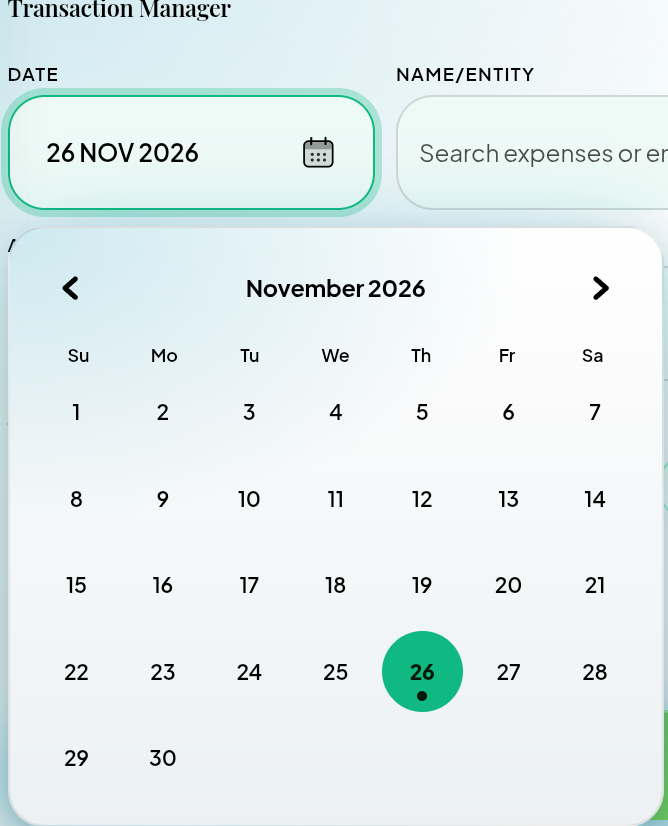 Transaction Manager
DATE
NAME/ENTITY
26 NOV 2026
Search expenses or
November 2026
Su Mo Tu We Th Fr Sa
1 2 3 4 5 6 7
8 9 10 11 12 13 14
15 16 17 18 19 20 21
22 23 24 25 26 27 28
29 30